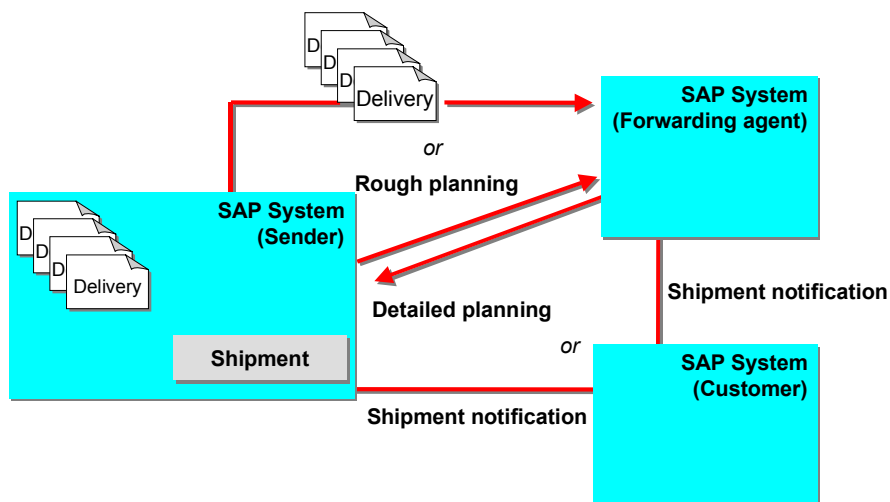 D
D
D
Delivery
SAP System
(Forwarding agent)
or
Rough planning
SAP System
(Sender)
D
D
D
Delivery
Shipment notification
Detailed planning
or
Shipment
SAP System
(Customer)
Shipment notification